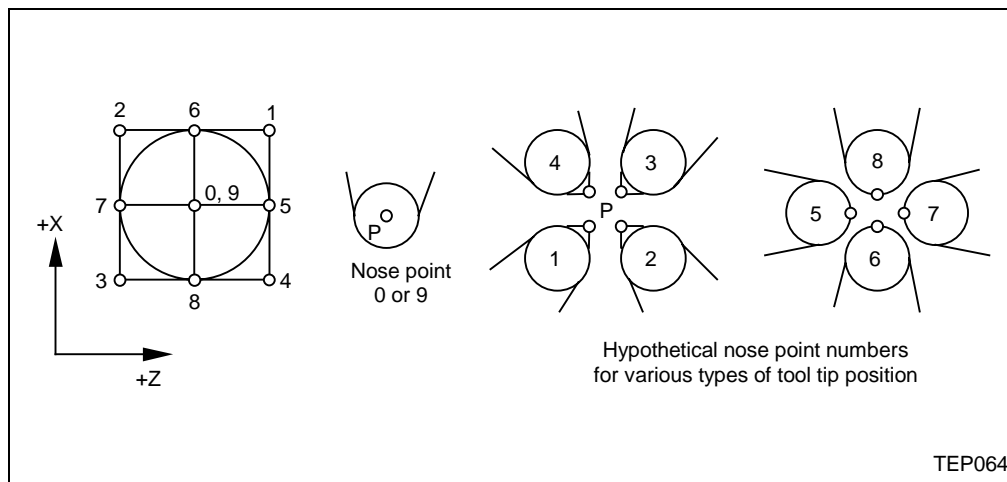 2 6 1
7 0, 9 5
3 8 4
+X
+Z
P
Nose point
0 or 9
4 3
P
1 2
8
5 7
6
Hypothetical nose point numbers
for various types of tool tip position
TEP064